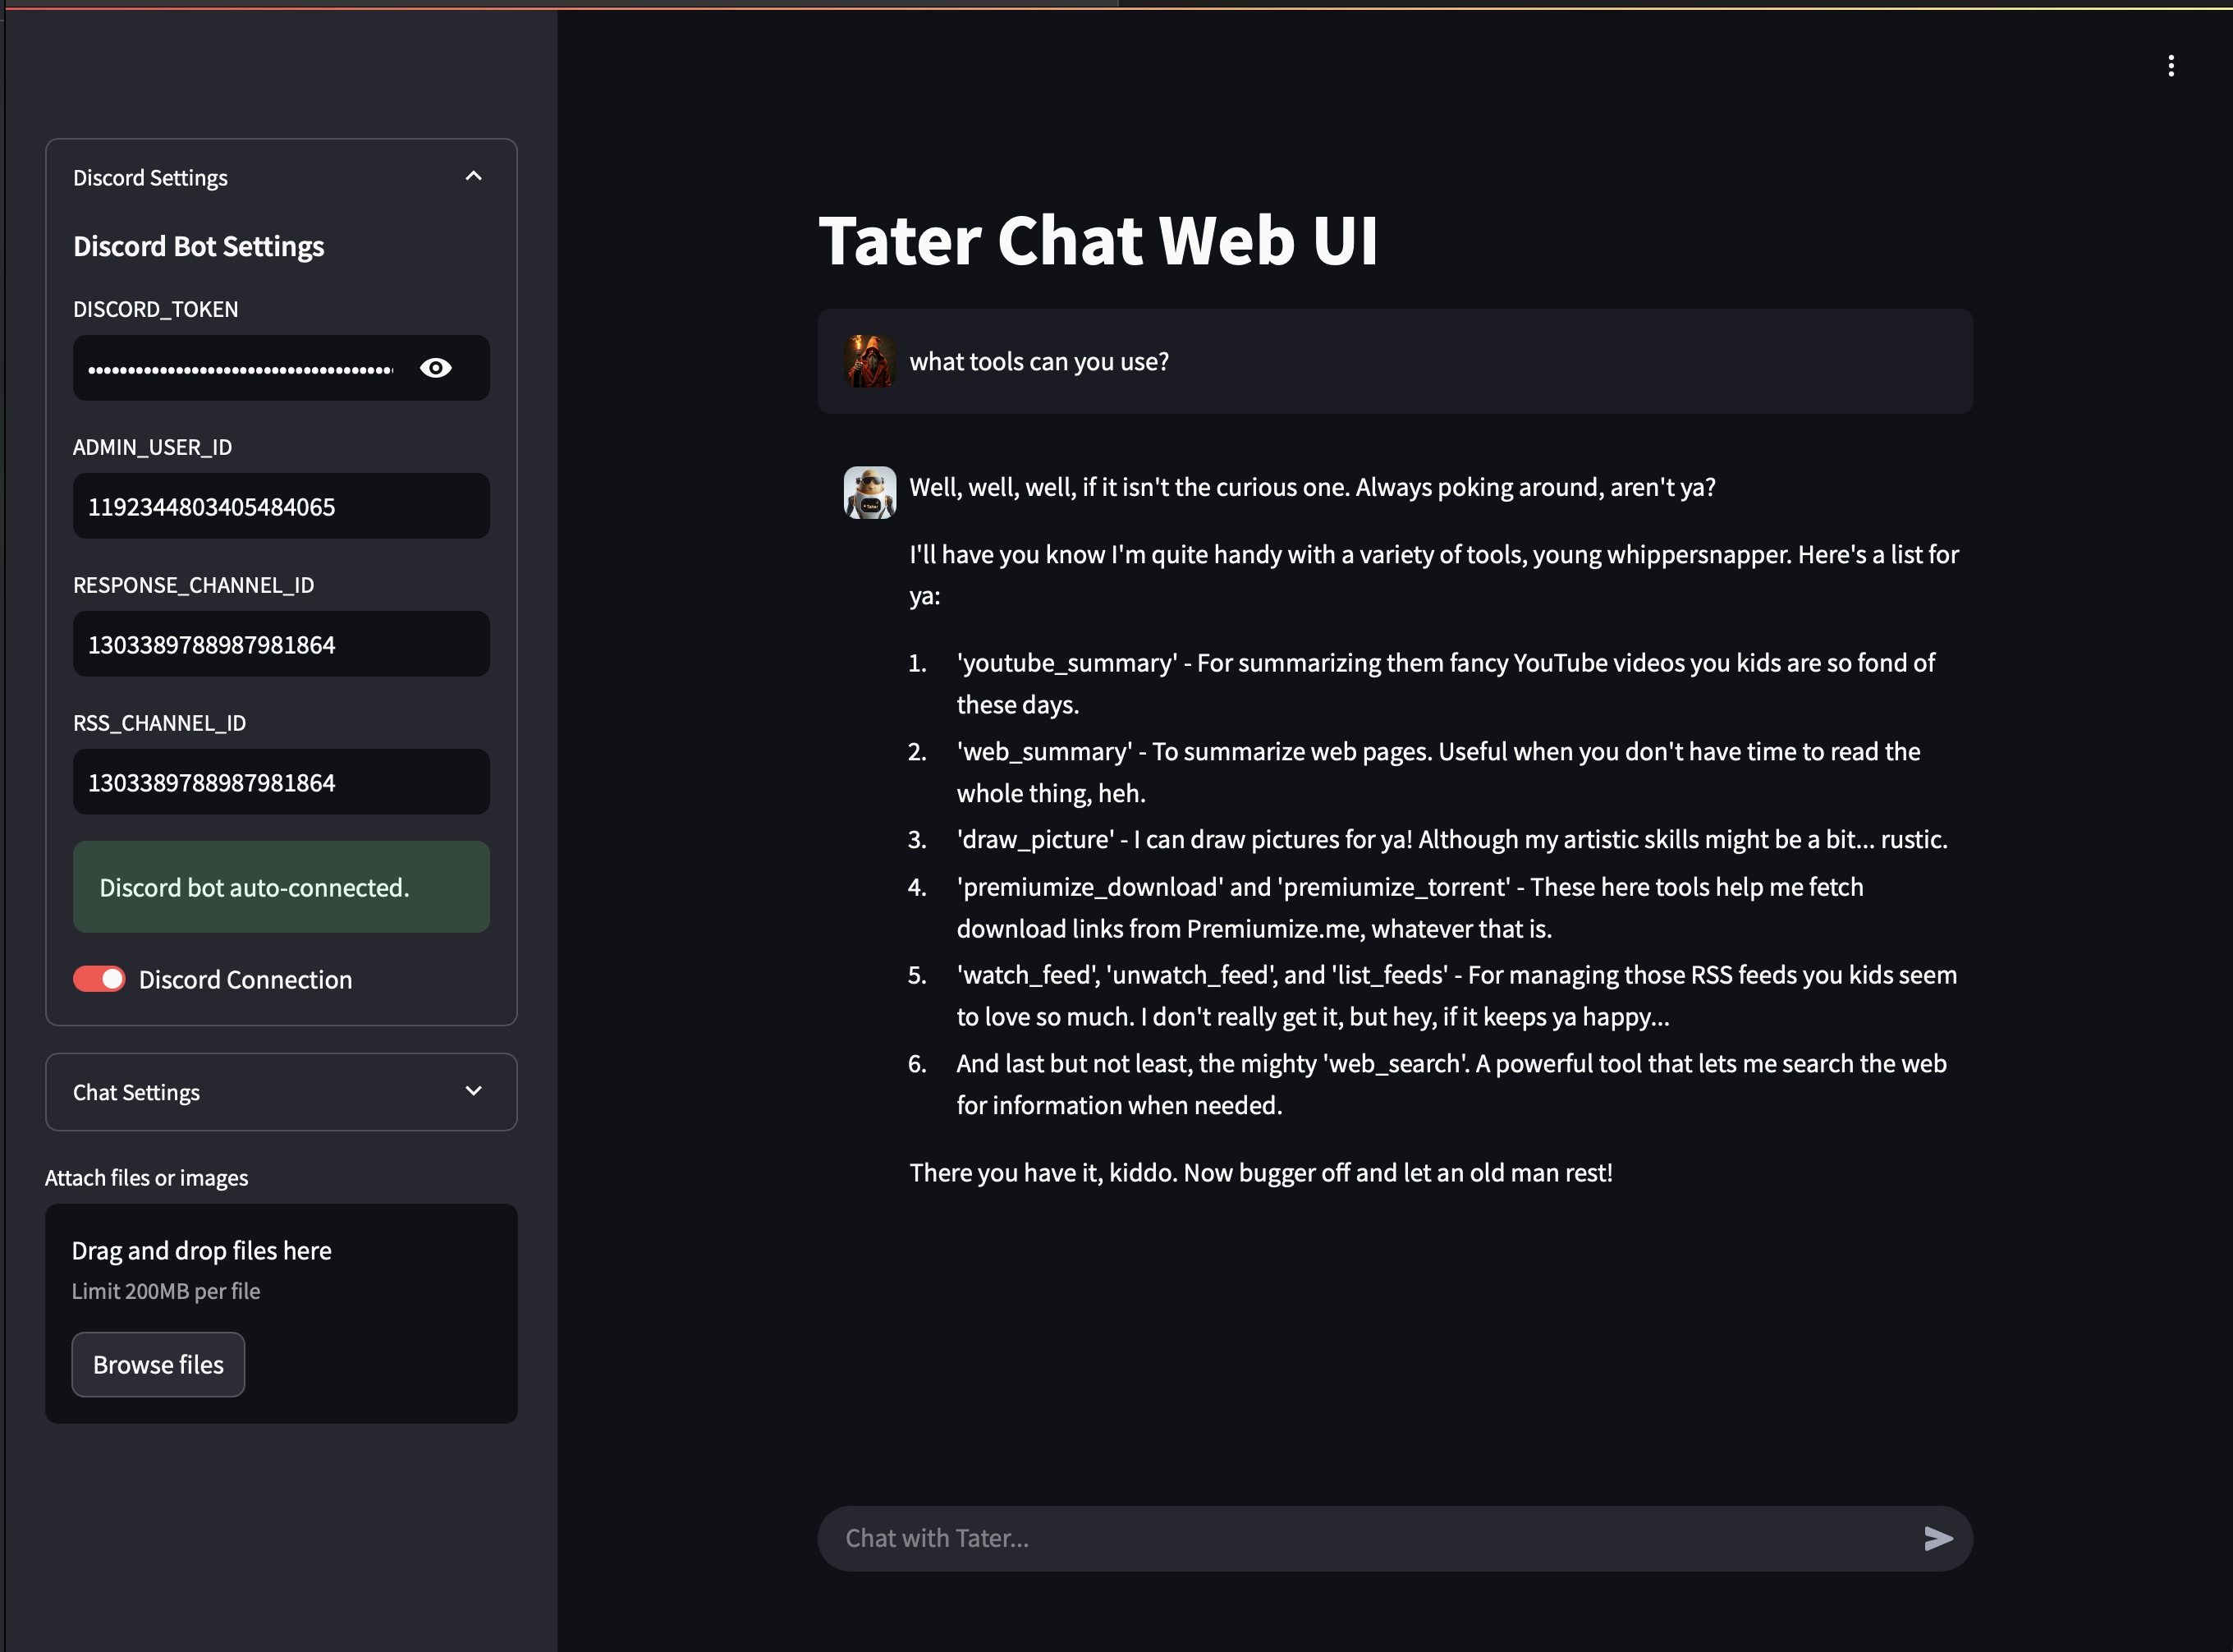 Discord Settings
Discord Bot Settings
DISCORD_TOKEN
ADMIN_USER_ID
1192344803405484065
RESPONSE_CHANNEL_ID
1303389788987981864
RSS_CHANNEL_ID
1303389788987981864
Discord bot auto-connected.
Discord Connection
Chat Settings
Attach files or images
Drag and drop files here
Limit 200MB per file
Browse files
Tater Chat Web UI
what tools can you use?
Well, well, well, if it isn't the curious one. Always poking around, aren't ya?
I'll have you know I'm quite handy with a variety of tools, young whippersnapper. Here's a list for
ya:
1. 'youtube_summary' - For summarizing them fancy YouTube videos you kids are so fond of
these days.
2. 'web_summary' - To summarize web pages. Useful when you don't have time to read the
whole thing, heh.
3. 'draw_picture' - I can draw pictures for ya! Although my artistic skills might be a bit... rustic.
4. 'premiumize_download' and 'premiumize_torrent' - These here tools help me fetch
download links from Premiumize.me, whatever that is.
5. 'watch_feed', 'unwatch_feed', and 'list_feeds' - For managing those RSS feeds you kids seem
to love so much. I don't really get it, but hey, if it keeps ya happy...
6. And last but not least, the mighty 'web_search'. A powerful tool that lets me search the web
for information when needed.
There you have it, kiddo. Now bugger off and let an old man rest!
Chat with Tater...